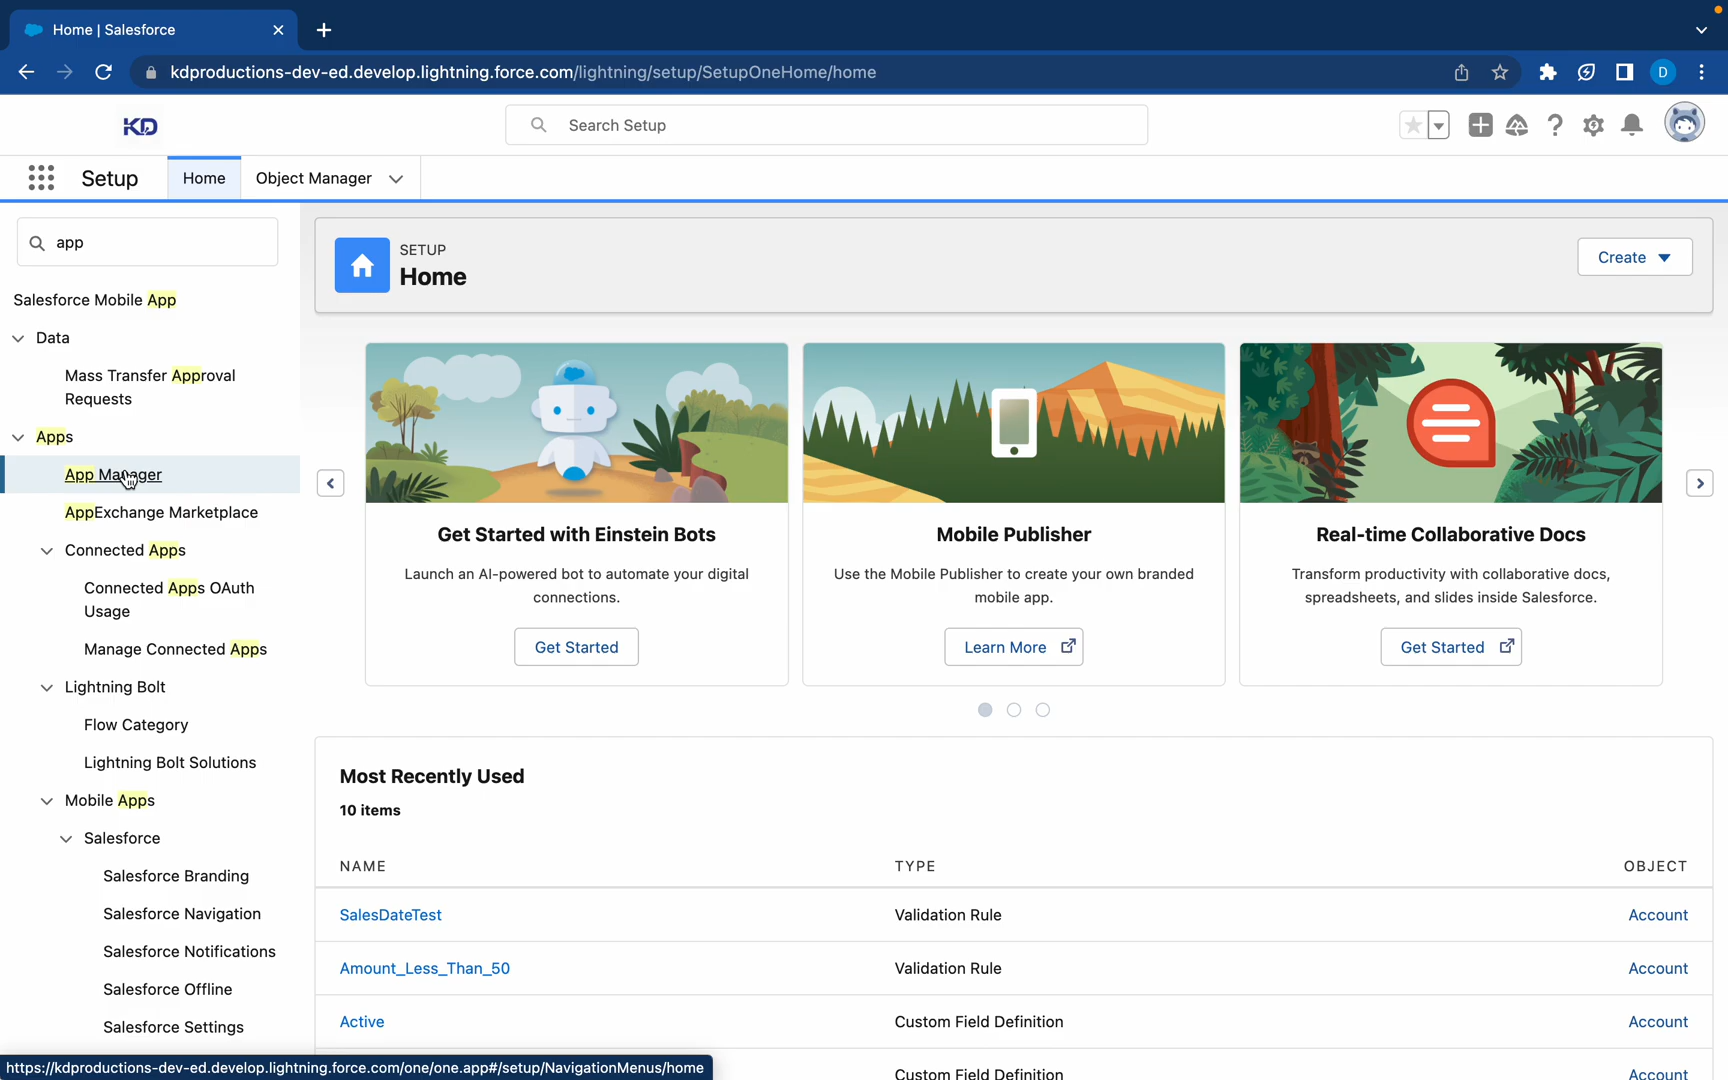 Home | Salesforce
kdproductions-dev-ed.develop.lightning.force.com/lightning/setup/SetupOneHome/home
D
KD
Search Setup
Setup
Home
Object Manager
app
Salesforce Mobile App
Data
Mass Transfer Approval
Requests
Apps
App Manager
AppExchange Marketplace
Connected Apps
Connected Apps OAuth
Usage
Manage Connected Apps
Lightning Bolt
Flow Category
Lightning Bolt Solutions
Mobile Apps
Salesforce
Salesforce Branding
Salesforce Navigation
Salesforce Notifications
Salesforce Offline
Salesforce Settings
SETUP
Home
Create
Get Started with Einstein Bots
Launch an AI-powered bot to automate your digital
connections.
Get Started
Mobile Publisher
Use the Mobile Publisher to create your own branded
mobile app.
Learn More
Real-time Collaborative Docs
Transform productivity with collaborative docs,
spreadsheets, and slides inside Salesforce.
Get Started
Most Recently Used
10 items
NAME TYPE OBJECT
SalesDateTest Validation Rule Account
Amount_Less_Than_50 Validation Rule Account
Active Custom Field Definition Account
Custom Field Definition Account
https://kdproductions-dev-ed.develop.lightning.force.com/one/one.app#/setup/NavigationMenus/home